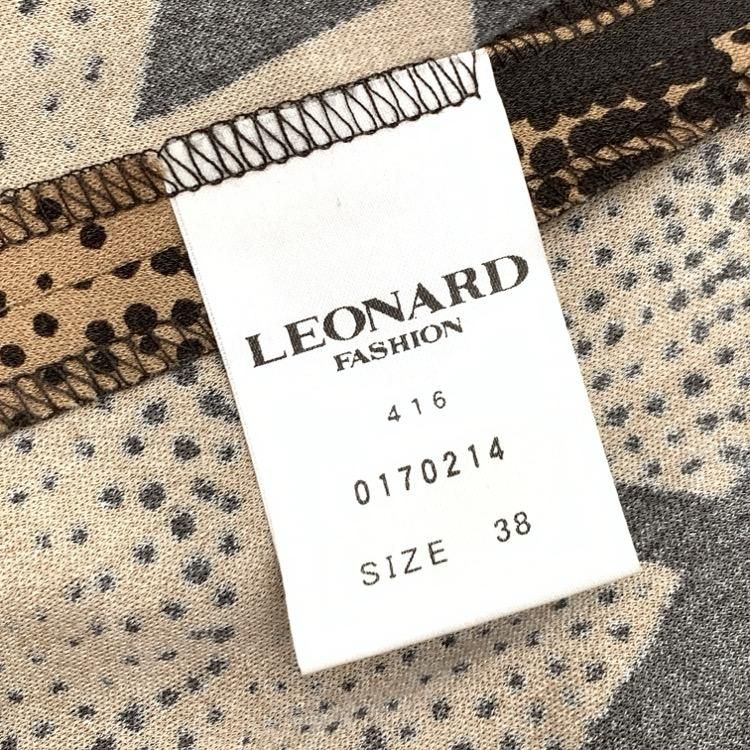 LEONARD
FASHION
416
0170214
SIZE 38